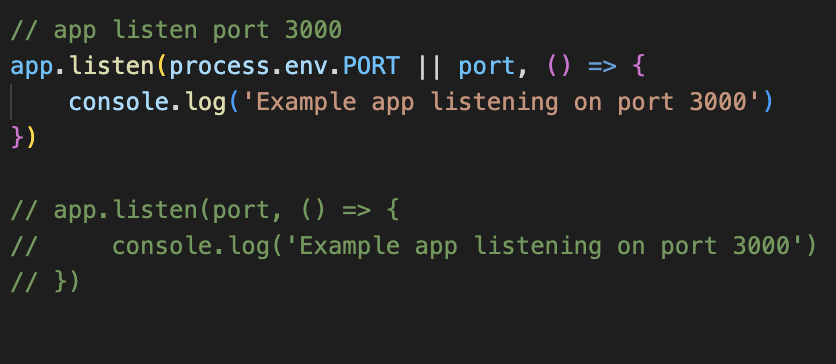 // app listen port 3000
app.listen(process.env.PORT || port, () => {
    console.log('Example app listening on port 3000')
})
// app.listen(port, () => {
//     console.log('Example app listening on port 3000')
// })